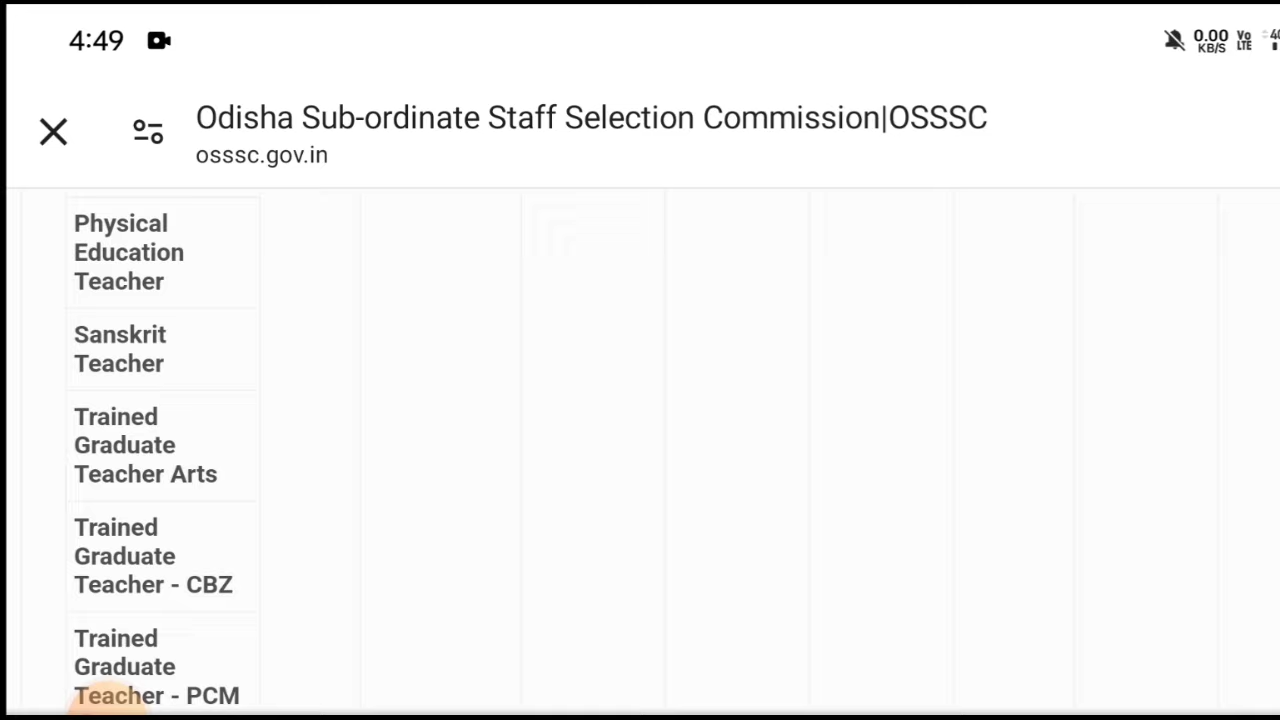 4:49
0.00
KB/S
Vo
LTE
Odisha Sub-ordinate Staff Selection Commission|OSSSC
osssc.gov.in
Physical
Education
Teacher
Sanskrit
Teacher
Trained
Graduate
Teacher Arts
Trained
Graduate
Teacher - CBZ
Trained
Graduate
Teacher - PCM